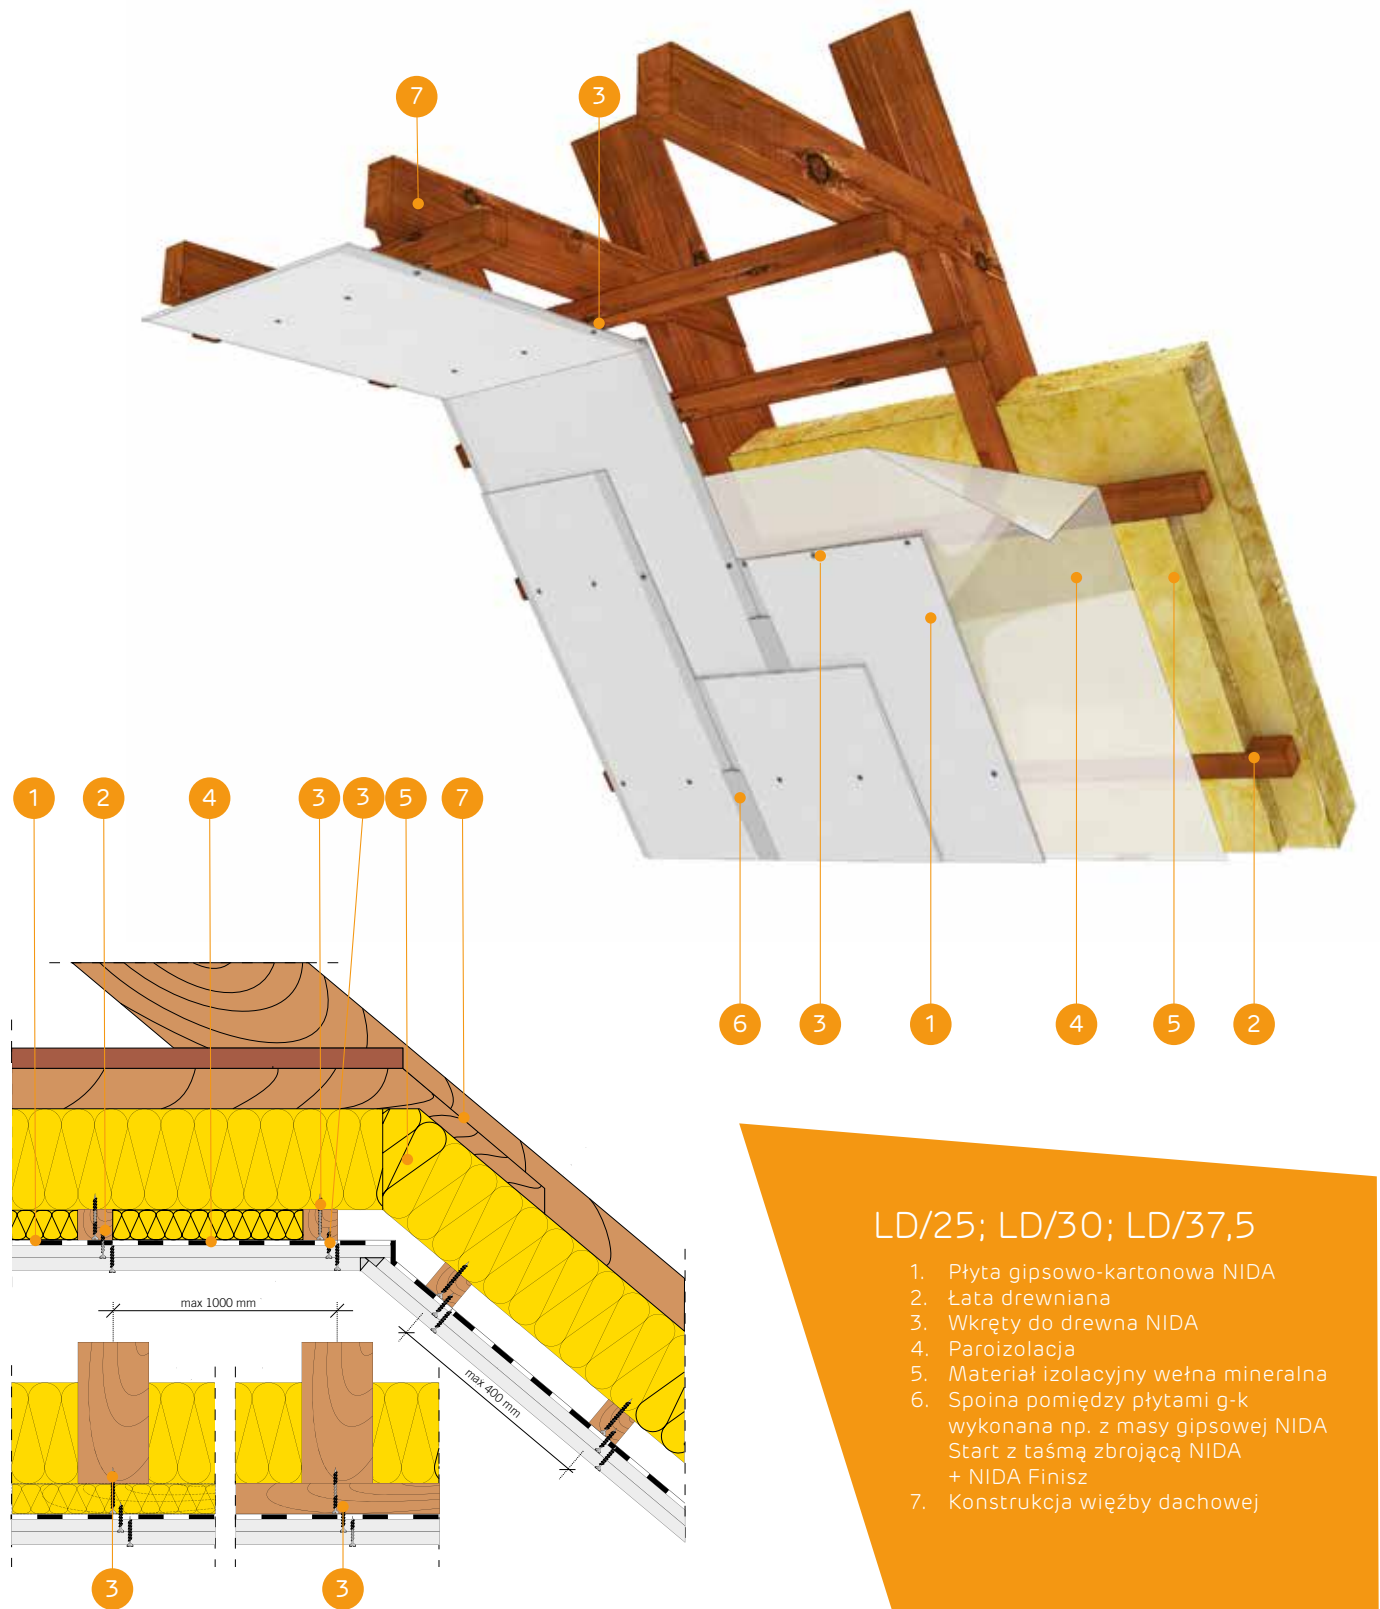 7
3
1
2
4
3
3
5
7
6
3
1
4
5
2
max 1000 mm
max 400 mm
3
3
LD/25; LD/30; LD/37,5
1. Płyta gipsowo-kartonowa NIDA
2. Łata drewniana
3. Wkręty do drewna NIDA
4. Paroizolacja
5. Materiał izolacyjny wełna mineralna
6. Spoina pomiędzy płytami g-k
wykonana np. z masy gipsowej NIDA
Start z taśmą zbrojącą NIDA
+ NIDA Finisz
7. Konstrukcja więźby dachowej